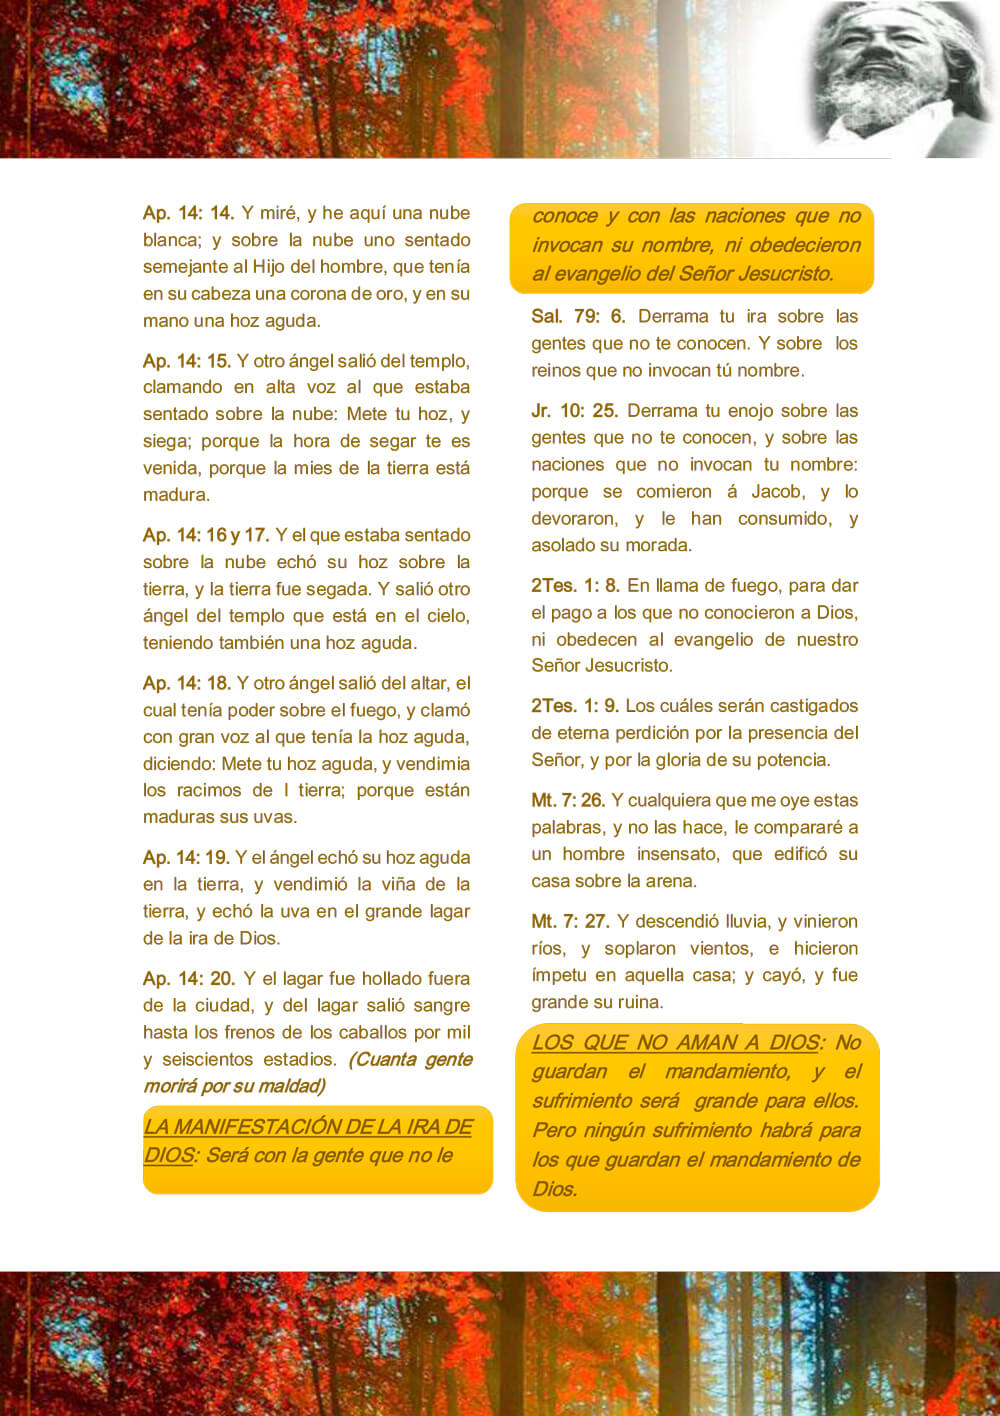 Ap. 14: 14. Y miré, y he aquí una nube
blanca; y sobre la nube uno sentado
semejante al Hijo del hombre, que tenía
en su cabeza una corona de oro, y en su
mano una hoz aguda.
Ap. 14: 15. Y otro ángel salió del templo,
clamando en alta voz al que estaba
sentado sobre la nube: Mete tu hoz, y
siega; porque la hora de segar te es
venida, porque la mies de la tierra está
madura.
Ap. 14: 16 y 17. Y el que estaba sentado
sobre la nube echó su hoz sobre la
tierra, y la tierra fue segada. Y salió otro
ángel del templo que está en el cielo,
teniendo también una hoz aguda.
Ap. 14: 18. Y otro ángel salió del altar, el
cual tenía poder sobre el fuego, y clamó
con gran voz al que tenía la hoz aguda,
diciendo: Mete tu hoz aguda, y vendimia
los racimos de l tierra; porque están
maduras sus uvas.
Ap. 14: 19. Y el ángel echó su hoz aguda
en la tierra, y vendimió la viña de la
tierra, y echó la uva en el grande lagar
de la ira de Dios.
Ap. 14: 20. Y el lagar fue hollado fuera
de la ciudad, y del lagar salió sangre
hasta los frenos de los caballos por mil
y seiscientos estadios. (Cuanta gente
morirá por su maldad)
LA MANIFESTACIÓN DE LA IRA DE
DIOS: Será con la gente que no le
conoce y con las naciones que no
invocan su nombre, ni obedecieron
al evangelio del Señor Jesucristo.
Sal. 79: 6. Derrama tu ira sobre las
gentes que no te conocen. Y sobre los
reinos que no invocan tú nombre.
Jr. 10: 25. Derrama tu enojo sobre las
gentes que no te conocen, y sobre las
naciones que no invocan tu nombre:
porque se comieron á Jacob, y lo
devoraron, y le han consumido, y
asolado su morada.
2Tes. 1: 8. En llama de fuego, para dar
el pago a los que no conocieron a Dios,
ni obedecen al evangelio de nuestro
Señor Jesucristo.
2Tes. 1: 9. Los cuáles serán castigados
de eterna perdición por la presencia del
Señor, y por la gloria de su potencia.
Mt. 7: 26. Y cualquiera que me oye estas
palabras, y no las hace, le compararé a
un hombre insensato, que edificó su
casa sobre la arena.
Mt. 7: 27. Y descendió lluvia, y vinieron
ríos, y soplaron vientos, e hicieron
ímpetu en aquella casa; y cayó, y fue
grande su ruina.
LOS QUE NO AMAN A DIOS: No
guardan el mandamiento, y el
sufrimiento será grande para ellos.
Pero ningún sufrimiento habrá para
los que guardan el mandamiento de
Dios.